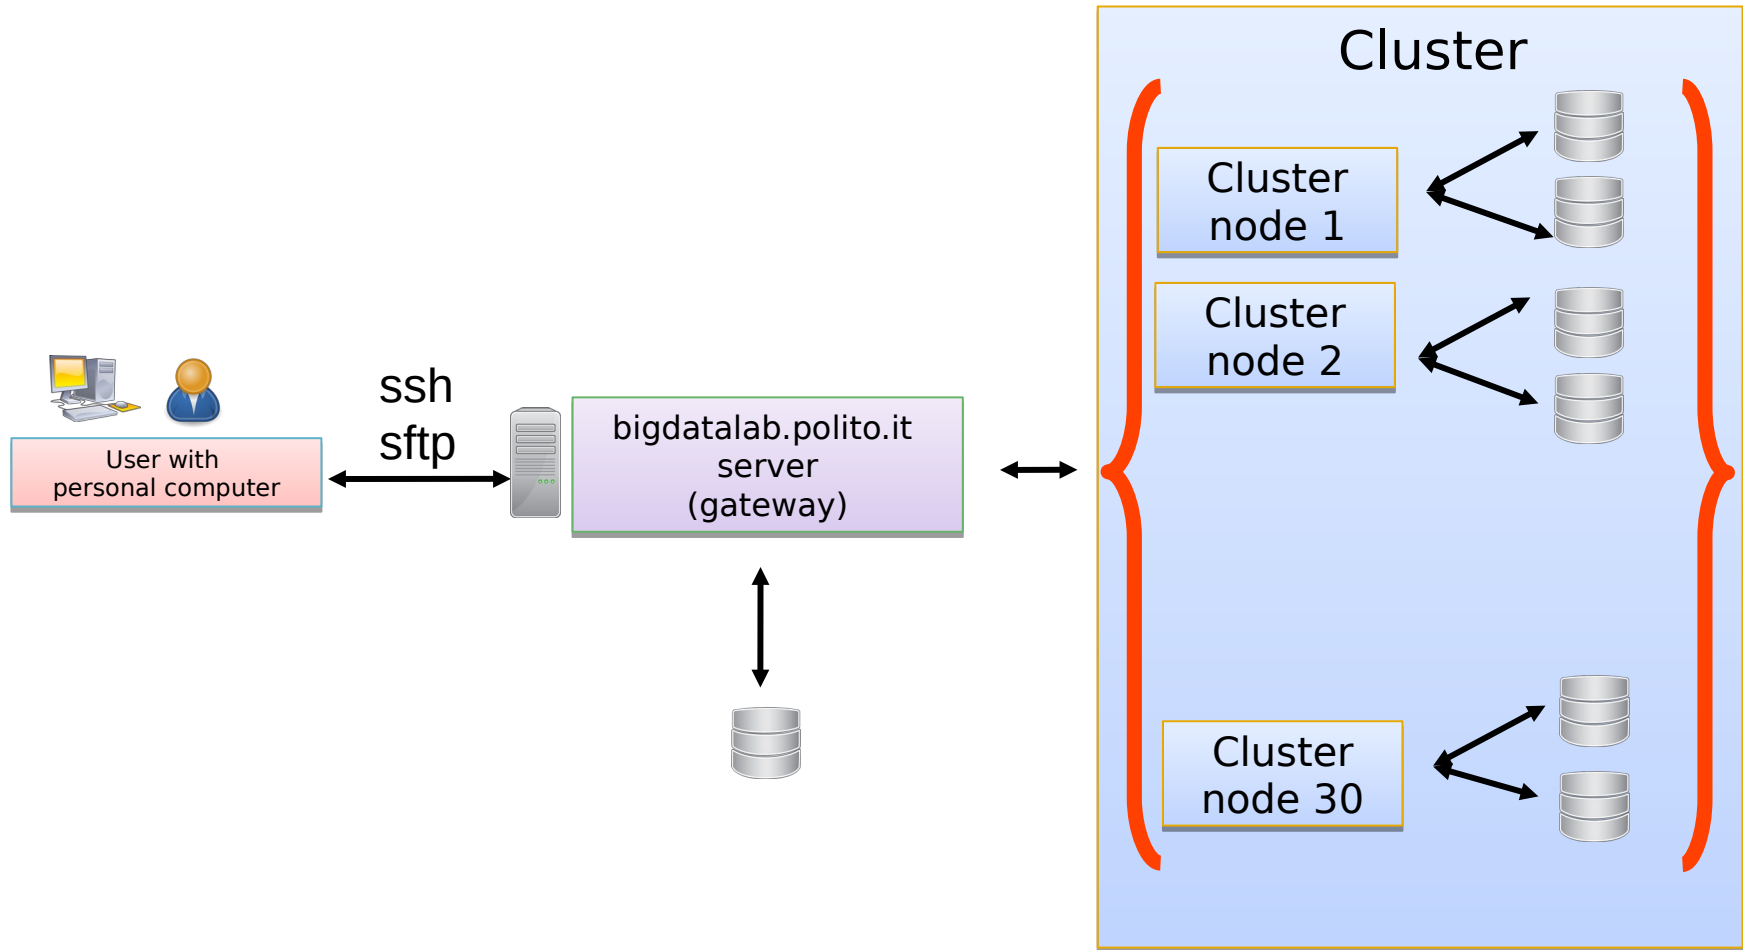 Cluster
Cluster
node 1
Cluster
node 2
ssh
sftp
User with
personal computer
bigdatalab.polito.it
server
(gateway)
Cluster
node 30